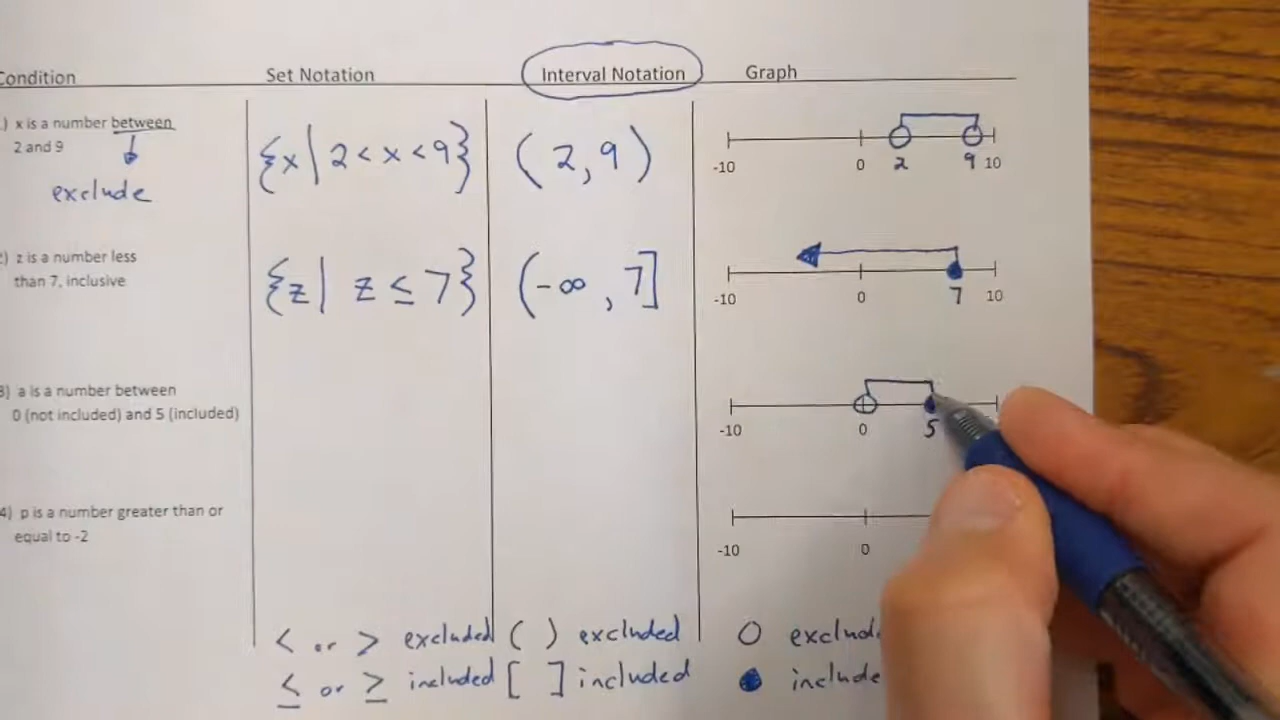 Condition Set Notation Interval Notation Graph
) x is a number between
2 and 9
exclude
{x | 2 < x < 9}
(2, 9)
-10 0 2 9 10
) z is a number less
than 7, inclusive
{z | z ≤ 7}
(-∞, 7]
-10 0 7 10
3) a is a number between
0 (not included) and 5 (included)
-10 0 5
4) p is a number greater than or
equal to -2
-10 0
< or > excluded ( ) excluded ○ exclud
≤ or ≥ included [ ] included ● include